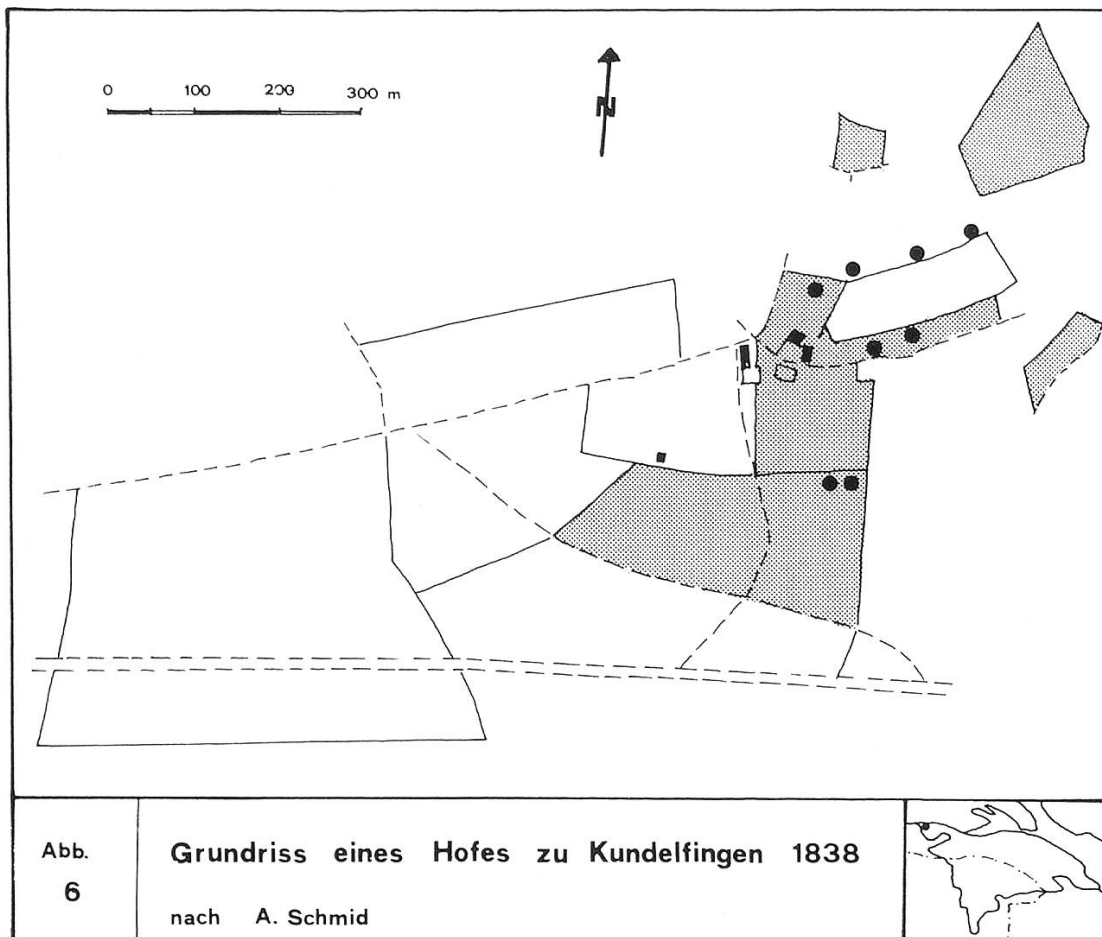 0 100 200 300 m
N
Abb.
6
Grundriss eines Hofes zu Kundelfingen 1838
nach A. Schmid